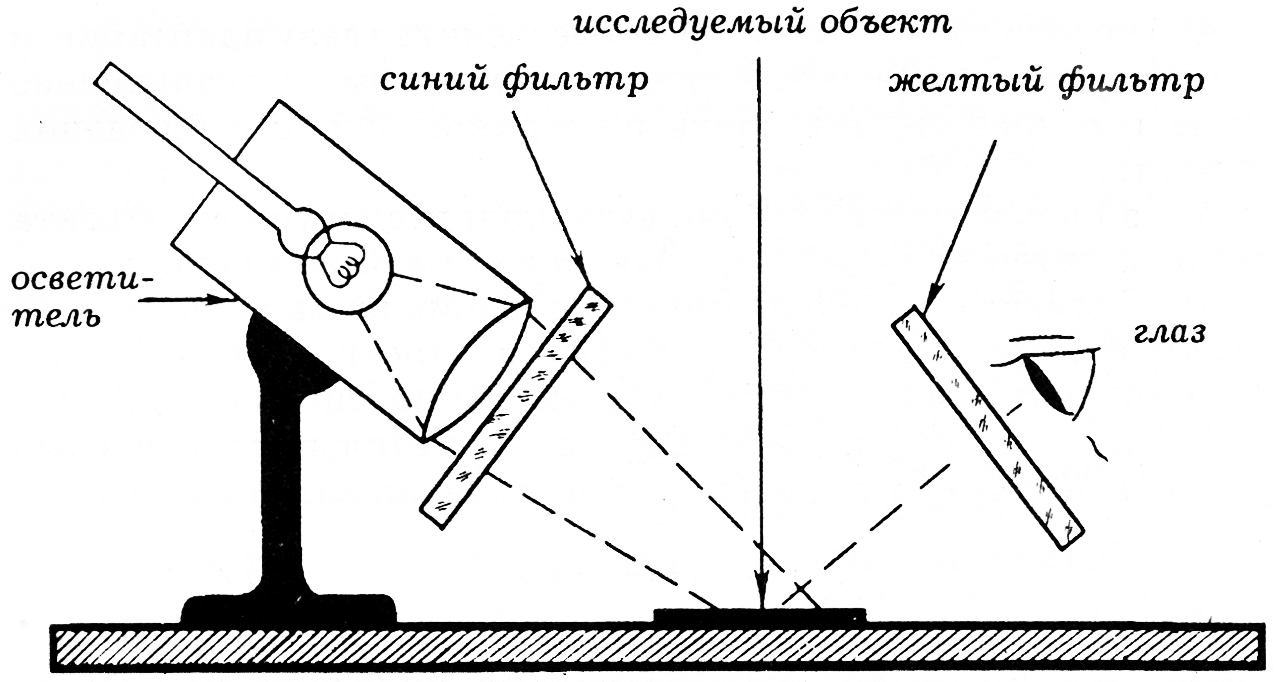 исследуемый объект
синий фильтр
желтый фильтр
освети-
тель
глаз